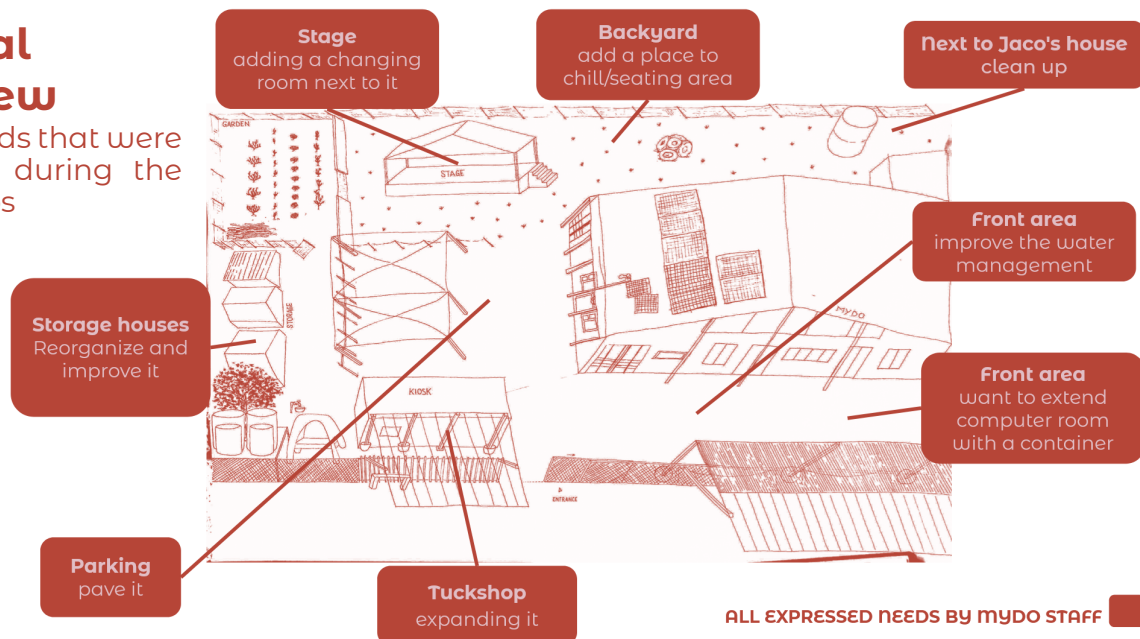 al
ew
ds that were
during the
s
Stage
adding a changing
room next to it
Backyard
add a place to
chill/seating area
Next to Jaco's house
clean up
GARDEN
STAGE
Front area
improve the water
management
Storage houses
Reorganize and
improve it
STORAGE
MYDO
KIOSK
Front area
want to extend
computer room
with a container
ENTRANCE
Parking
pave it
Tuckshop
expanding it
ALL EXPRESSED NEEDS BY MYDO STAFF